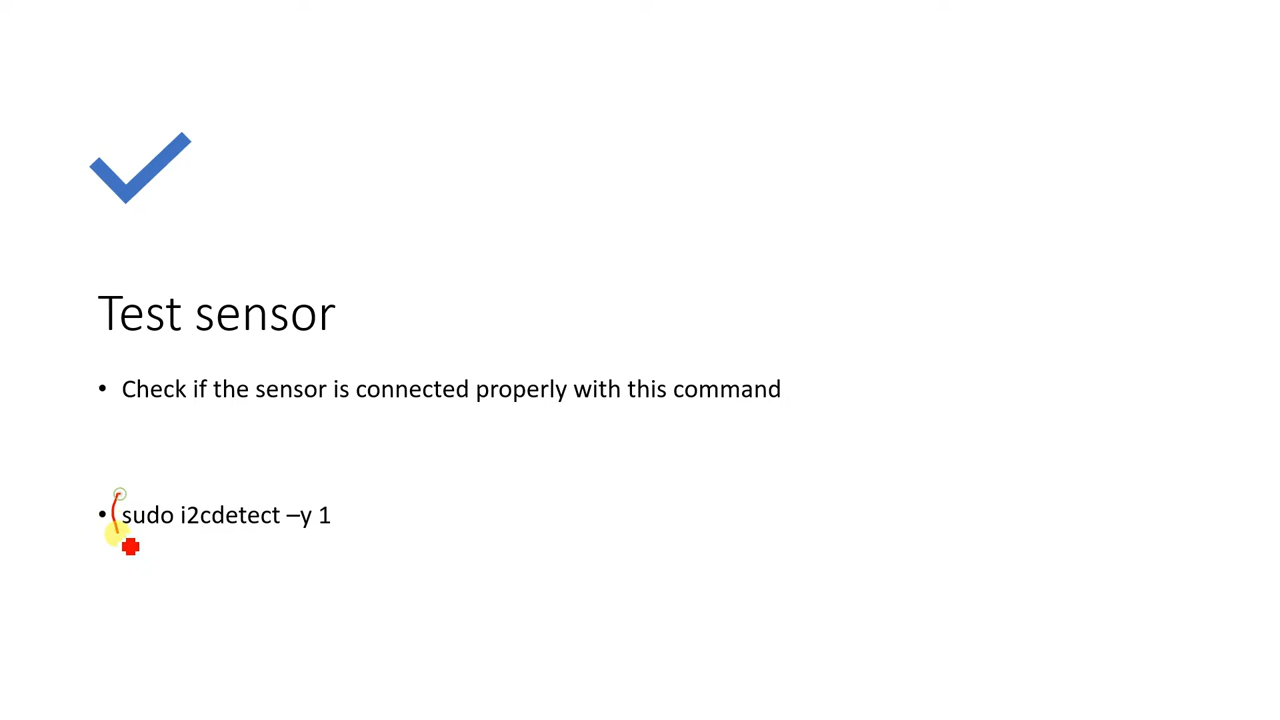 Test sensor
• Check if the sensor is connected properly with this command
• sudo i2cdetect –y 1